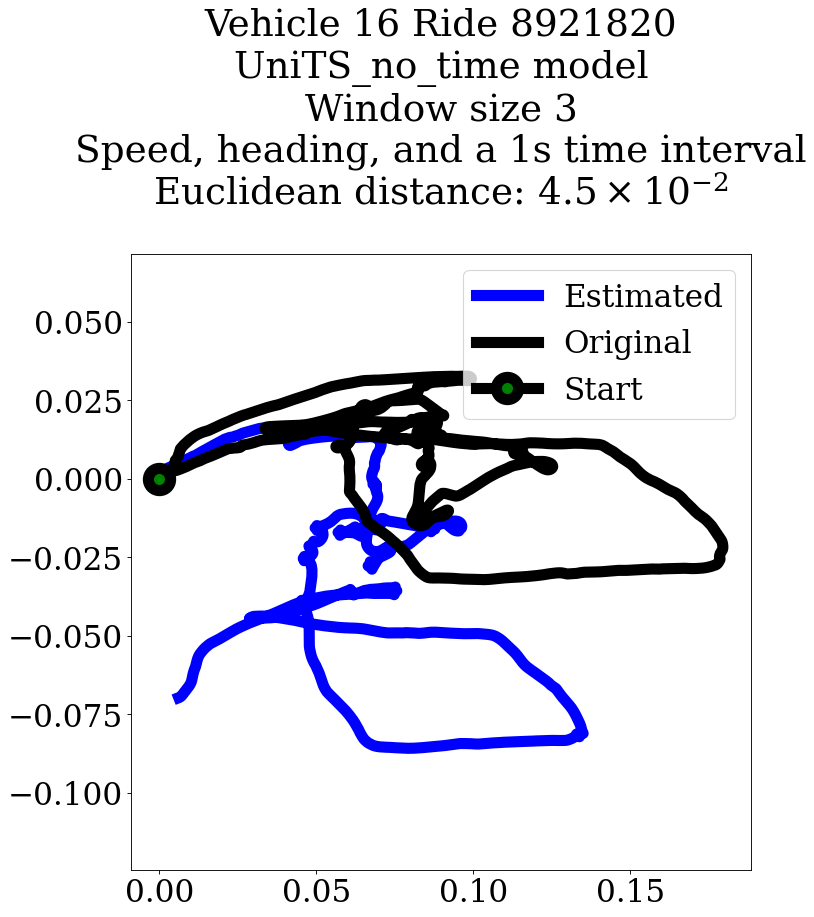 Vehicle 16 Ride 8921820
UniTS_no_time model
Window size 3
Speed, heading, and a 1s time interval
Euclidean distance: 4.5 × 10⁻²
Estimated
Original
Start
0.050
0.025
0.000
−0.025
−0.050
−0.075
−0.100
0.00 0.05 0.10 0.15